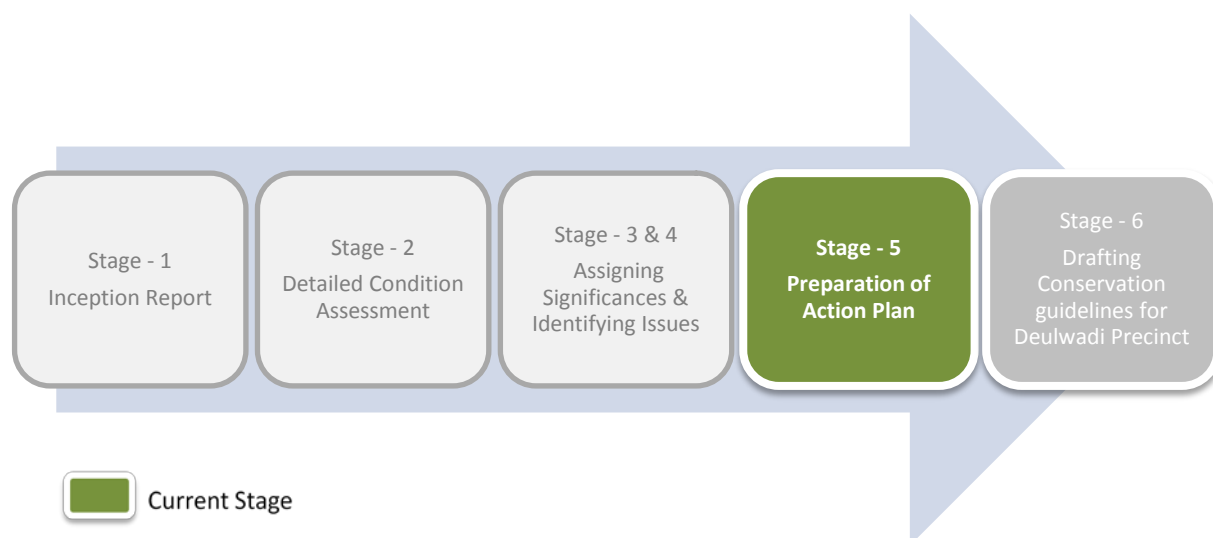 Stage - 1
Inception Report
Stage - 2
Detailed Condition
Assessment
Stage - 3 & 4
Assigning
Significances &
Identifying Issues
Stage - 5
Preparation of
Action Plan
Stage - 6
Drafting
Conservation
guidelines for
Deulwadi Precinct
Current Stage